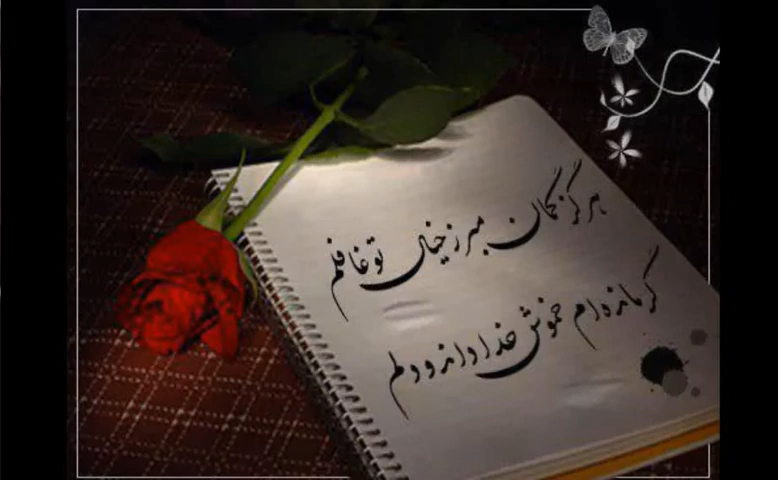 هرگز گمان مبر ز خیال تو غافلم
گر مانده ام خموش خدا داند و دلم